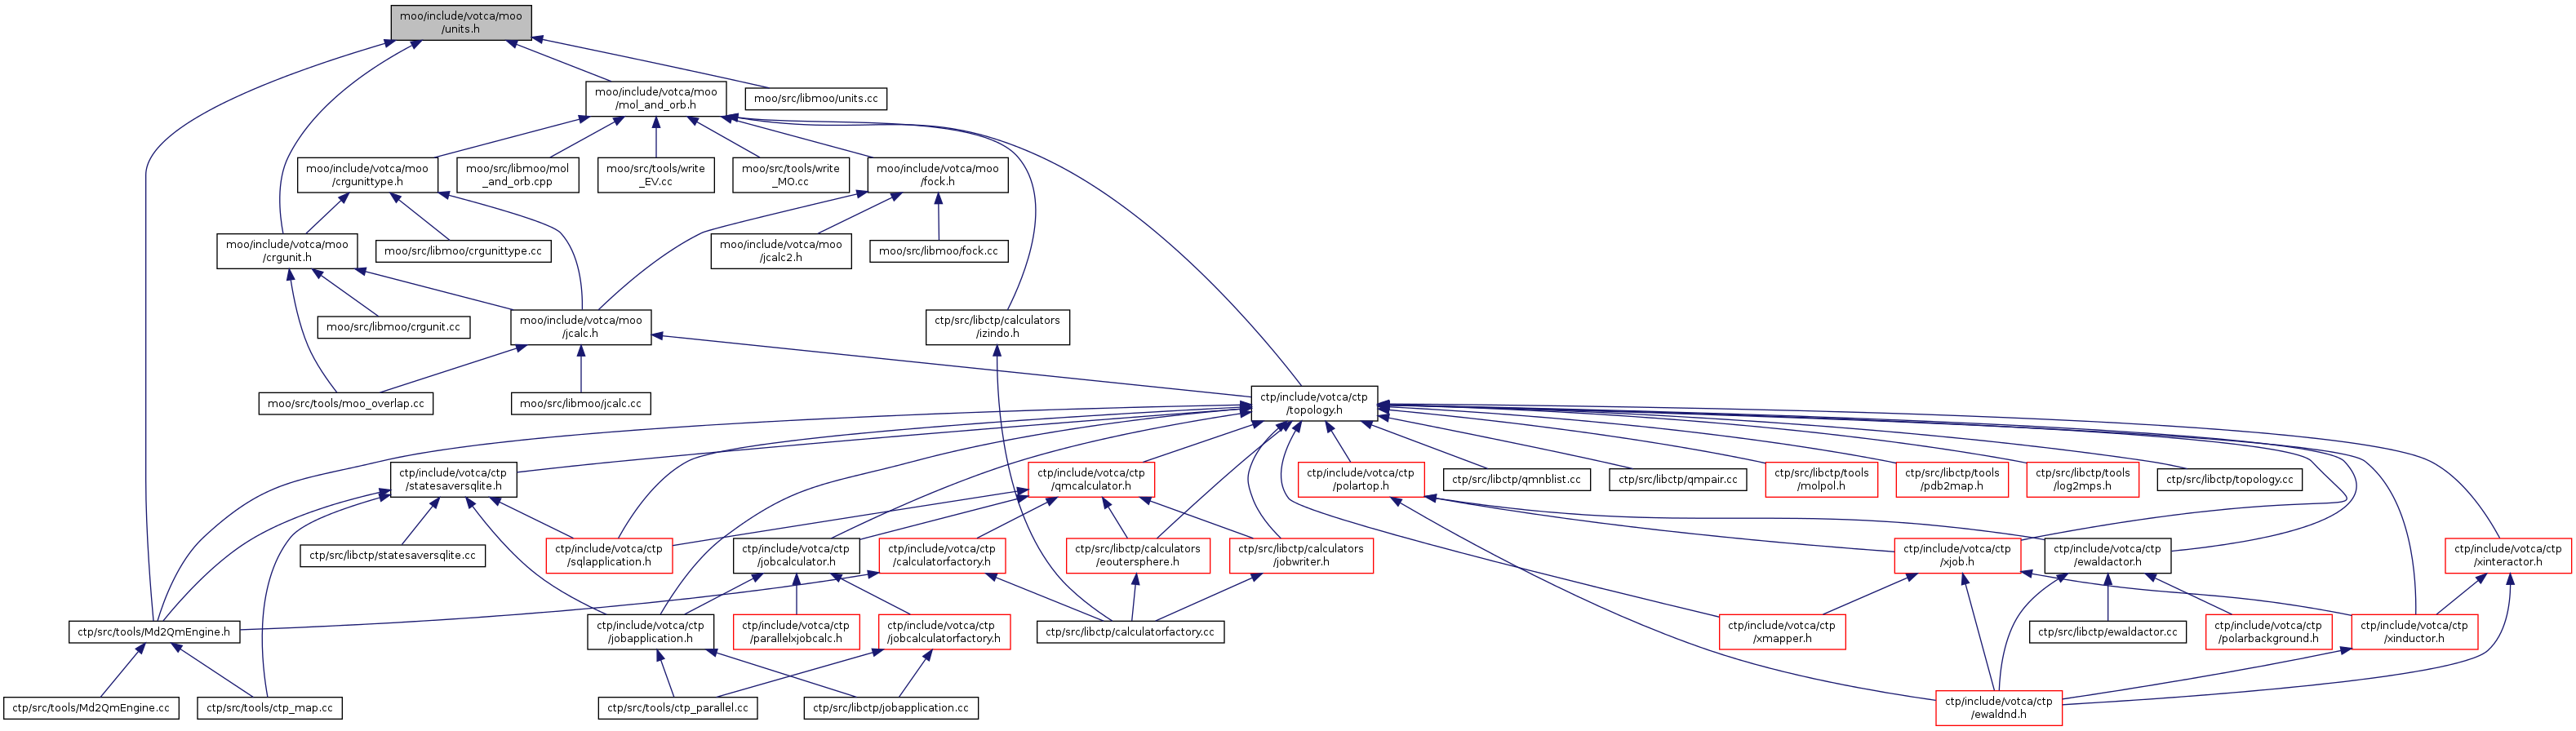 moo/include/votca/moo
/units.h
moo/include/votca/moo
/mol_and_orb.h
moo/src/libmoo/units.cc
moo/include/votca/moo
/crgunittype.h
moo/src/libmoo/mol
_and_orb.cpp
moo/src/tools/write
_EV.cc
moo/src/tools/write
_MO.cc
moo/include/votca/moo
/fock.h
moo/include/votca/moo
/crgunit.h
moo/src/libmoo/crgunittype.cc
moo/include/votca/moo
/jcalc2.h
moo/src/libmoo/fock.cc
moo/src/libmoo/crgunit.cc
moo/include/votca/moo
/jcalc.h
ctp/src/libctp/calculators
/izindo.h
moo/src/tools/moo_overlap.cc
moo/src/libmoo/jcalc.cc
ctp/include/votca/ctp
/topology.h
ctp/include/votca/ctp
/statesaversqlite.h
ctp/include/votca/ctp
/qmcalculator.h
ctp/include/votca/ctp
/polartop.h
ctp/src/libctp/qmnblist.cc
ctp/src/libctp/qmpair.cc
ctp/src/libctp/tools
/molpol.h
ctp/src/libctp/tools
/pdb2map.h
ctp/src/libctp/tools
/log2mps.h
ctp/src/libctp/topology.cc
ctp/src/libctp/statesaversqlite.cc
ctp/include/votca/ctp
/sqlapplication.h
ctp/include/votca/ctp
/jobcalculator.h
ctp/include/votca/ctp
/calculatorfactory.h
ctp/src/libctp/calculators
/eoutersphere.h
ctp/src/libctp/calculators
/jobwriter.h
ctp/include/votca/ctp
/xjob.h
ctp/include/votca/ctp
/ewaldactor.h
ctp/include/votca/ctp
/xinteractor.h
ctp/src/tools/Md2QmEngine.h
ctp/include/votca/ctp
/jobapplication.h
ctp/include/votca/ctp
/parallelxjobcalc.h
ctp/include/votca/ctp
/jobcalculatorfactory.h
ctp/src/libctp/calculatorfactory.cc
ctp/include/votca/ctp
/xmapper.h
ctp/src/libctp/ewaldactor.cc
ctp/include/votca/ctp
/polarbackground.h
ctp/include/votca/ctp
/xinductor.h
ctp/src/tools/Md2QmEngine.cc
ctp/src/tools/ctp_map.cc
ctp/src/tools/ctp_parallel.cc
ctp/src/libctp/jobapplication.cc
ctp/include/votca/ctp
/ewaldnd.h